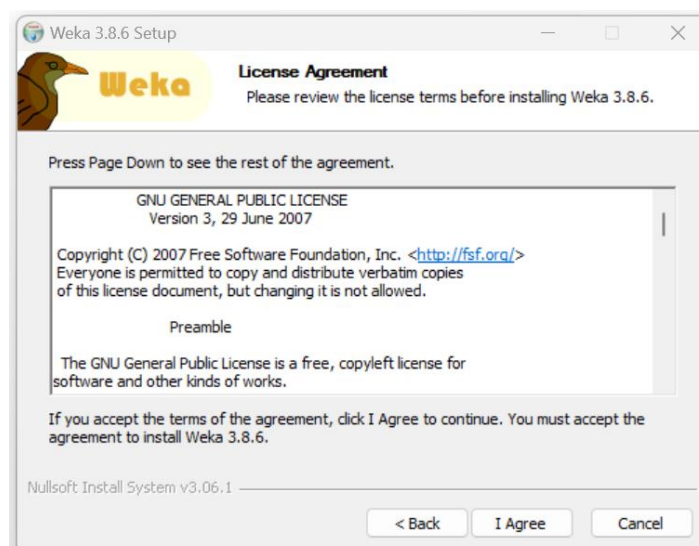 Weka 3.8.6 Setup
Weka
License Agreement
Please review the license terms before installing Weka 3.8.6.
Press Page Down to see the rest of the agreement.
GNU GENERAL PUBLIC LICENSE
Version 3, 29 June 2007
Copyright (C) 2007 Free Software Foundation, Inc. <http://fsf.org/>
Everyone is permitted to copy and distribute verbatim copies
of this license document, but changing it is not allowed.
Preamble
The GNU General Public License is a free, copyleft license for
software and other kinds of works.
If you accept the terms of the agreement, click I Agree to continue. You must accept the
agreement to install Weka 3.8.6.
Nullsoft Install System v3.06.1
< Back I Agree Cancel